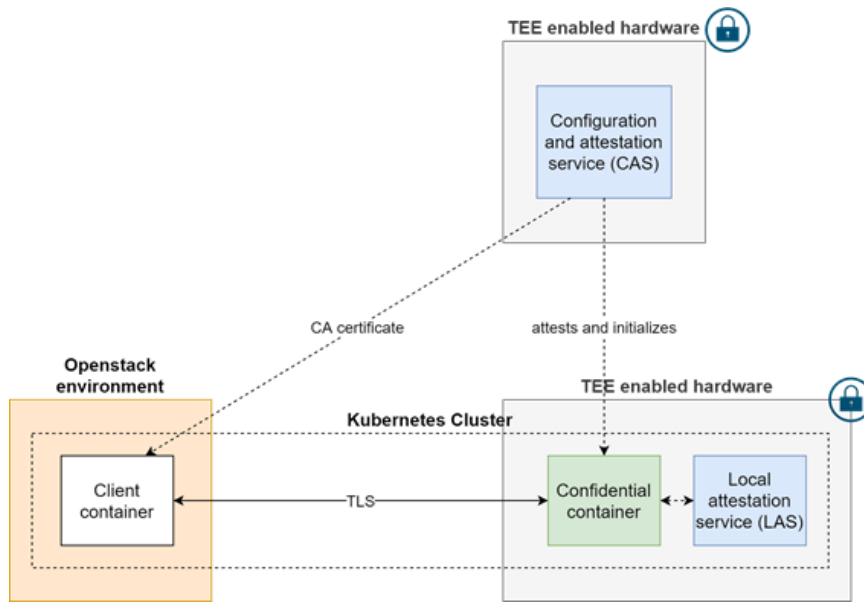 TEE enabled hardware
Configuration
and attestation
service (CAS)
CA certificate
attests and initializes
Openstack
environment
TEE enabled hardware
Kubernetes Cluster
Client
container
TLS
Confidential
container
Local
attestation
service (LAS)